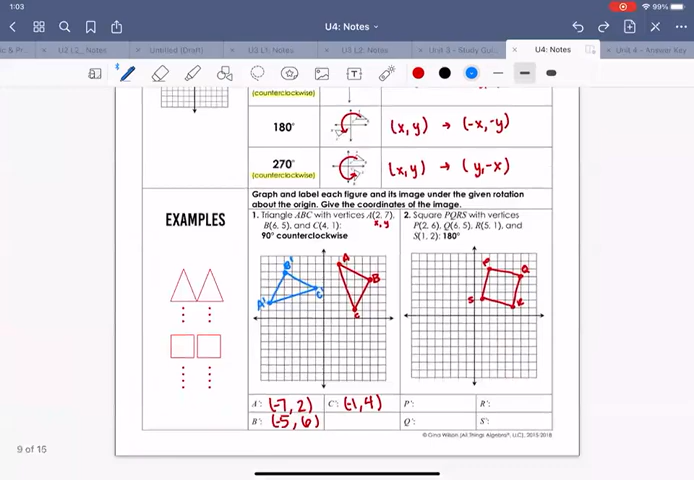 1:03
99%
U4: Notes
U2 L2_ Notes
Untitled (Draft)
U3 L1: Notes
U3 L2: Notes
Unit 3 - Study Gui...
U4: Notes
Unit 4 - Answer Key
(counterclockwise)
180°
(x, y) → (-x, -y)
270°
(counterclockwise)
(x, y) → (y, -x)
EXAMPLES
Graph and label each figure and its image under the given rotation
about the origin. Give the coordinates of the image.
1. Triangle ABC with vertices A(2, 7),
B(6, 5), and C(4, 1):
x, y
90° counterclockwise
2. Square PQRS with vertices
P(2, 6), Q(6, 5), R(5, 1), and
S(1, 2): 180°
A
B
C
A'
B'
C'
P
Q
R
S
A': (-7, 2)
C': (-1, 4)
B': (-5, 6)
P':
R':
Q':
S':
© Gina Wilson (All Things Algebra®, LLC), 2015-2018
9 of 15